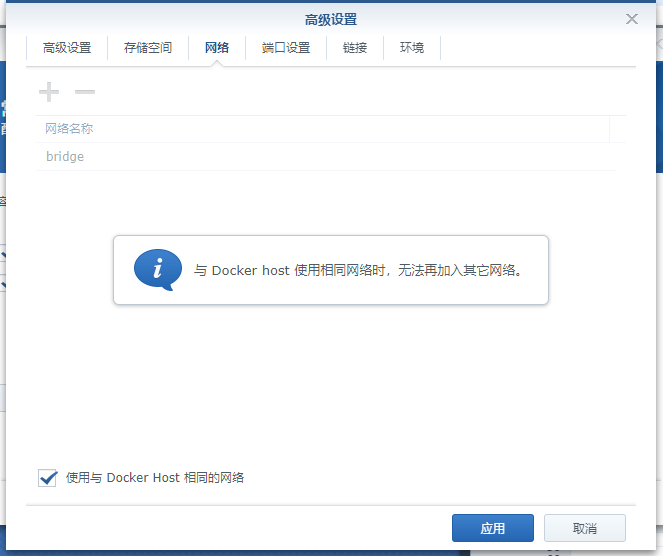 高级设置
高级设置 存储空间 网络 端口设置 链接 环境
网络名称
bridge
与 Docker host 使用相同网络时，无法再加入其它网络。
使用与 Docker Host 相同的网络
应用 取消